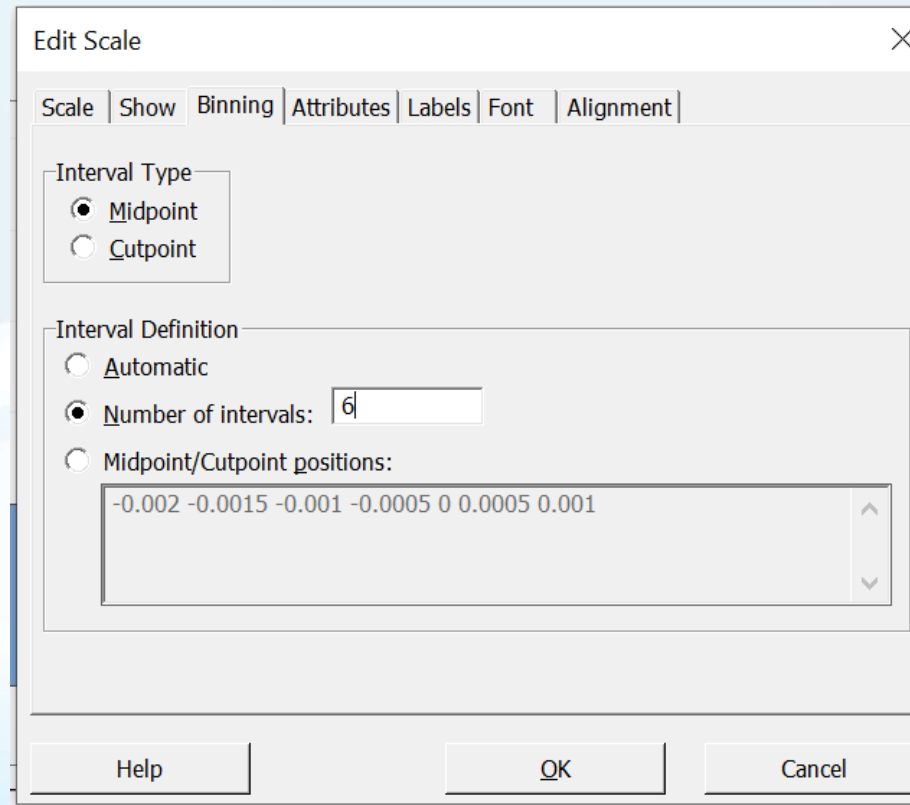 Edit Scale
Scale Show Binning Attributes Labels Font Alignment
Interval Type
Midpoint
Cutpoint
Interval Definition
Automatic
Number of intervals: 6
Midpoint/Cutpoint positions:
-0.002 -0.0015 -0.001 -0.0005 0 0.0005 0.001
Help OK Cancel